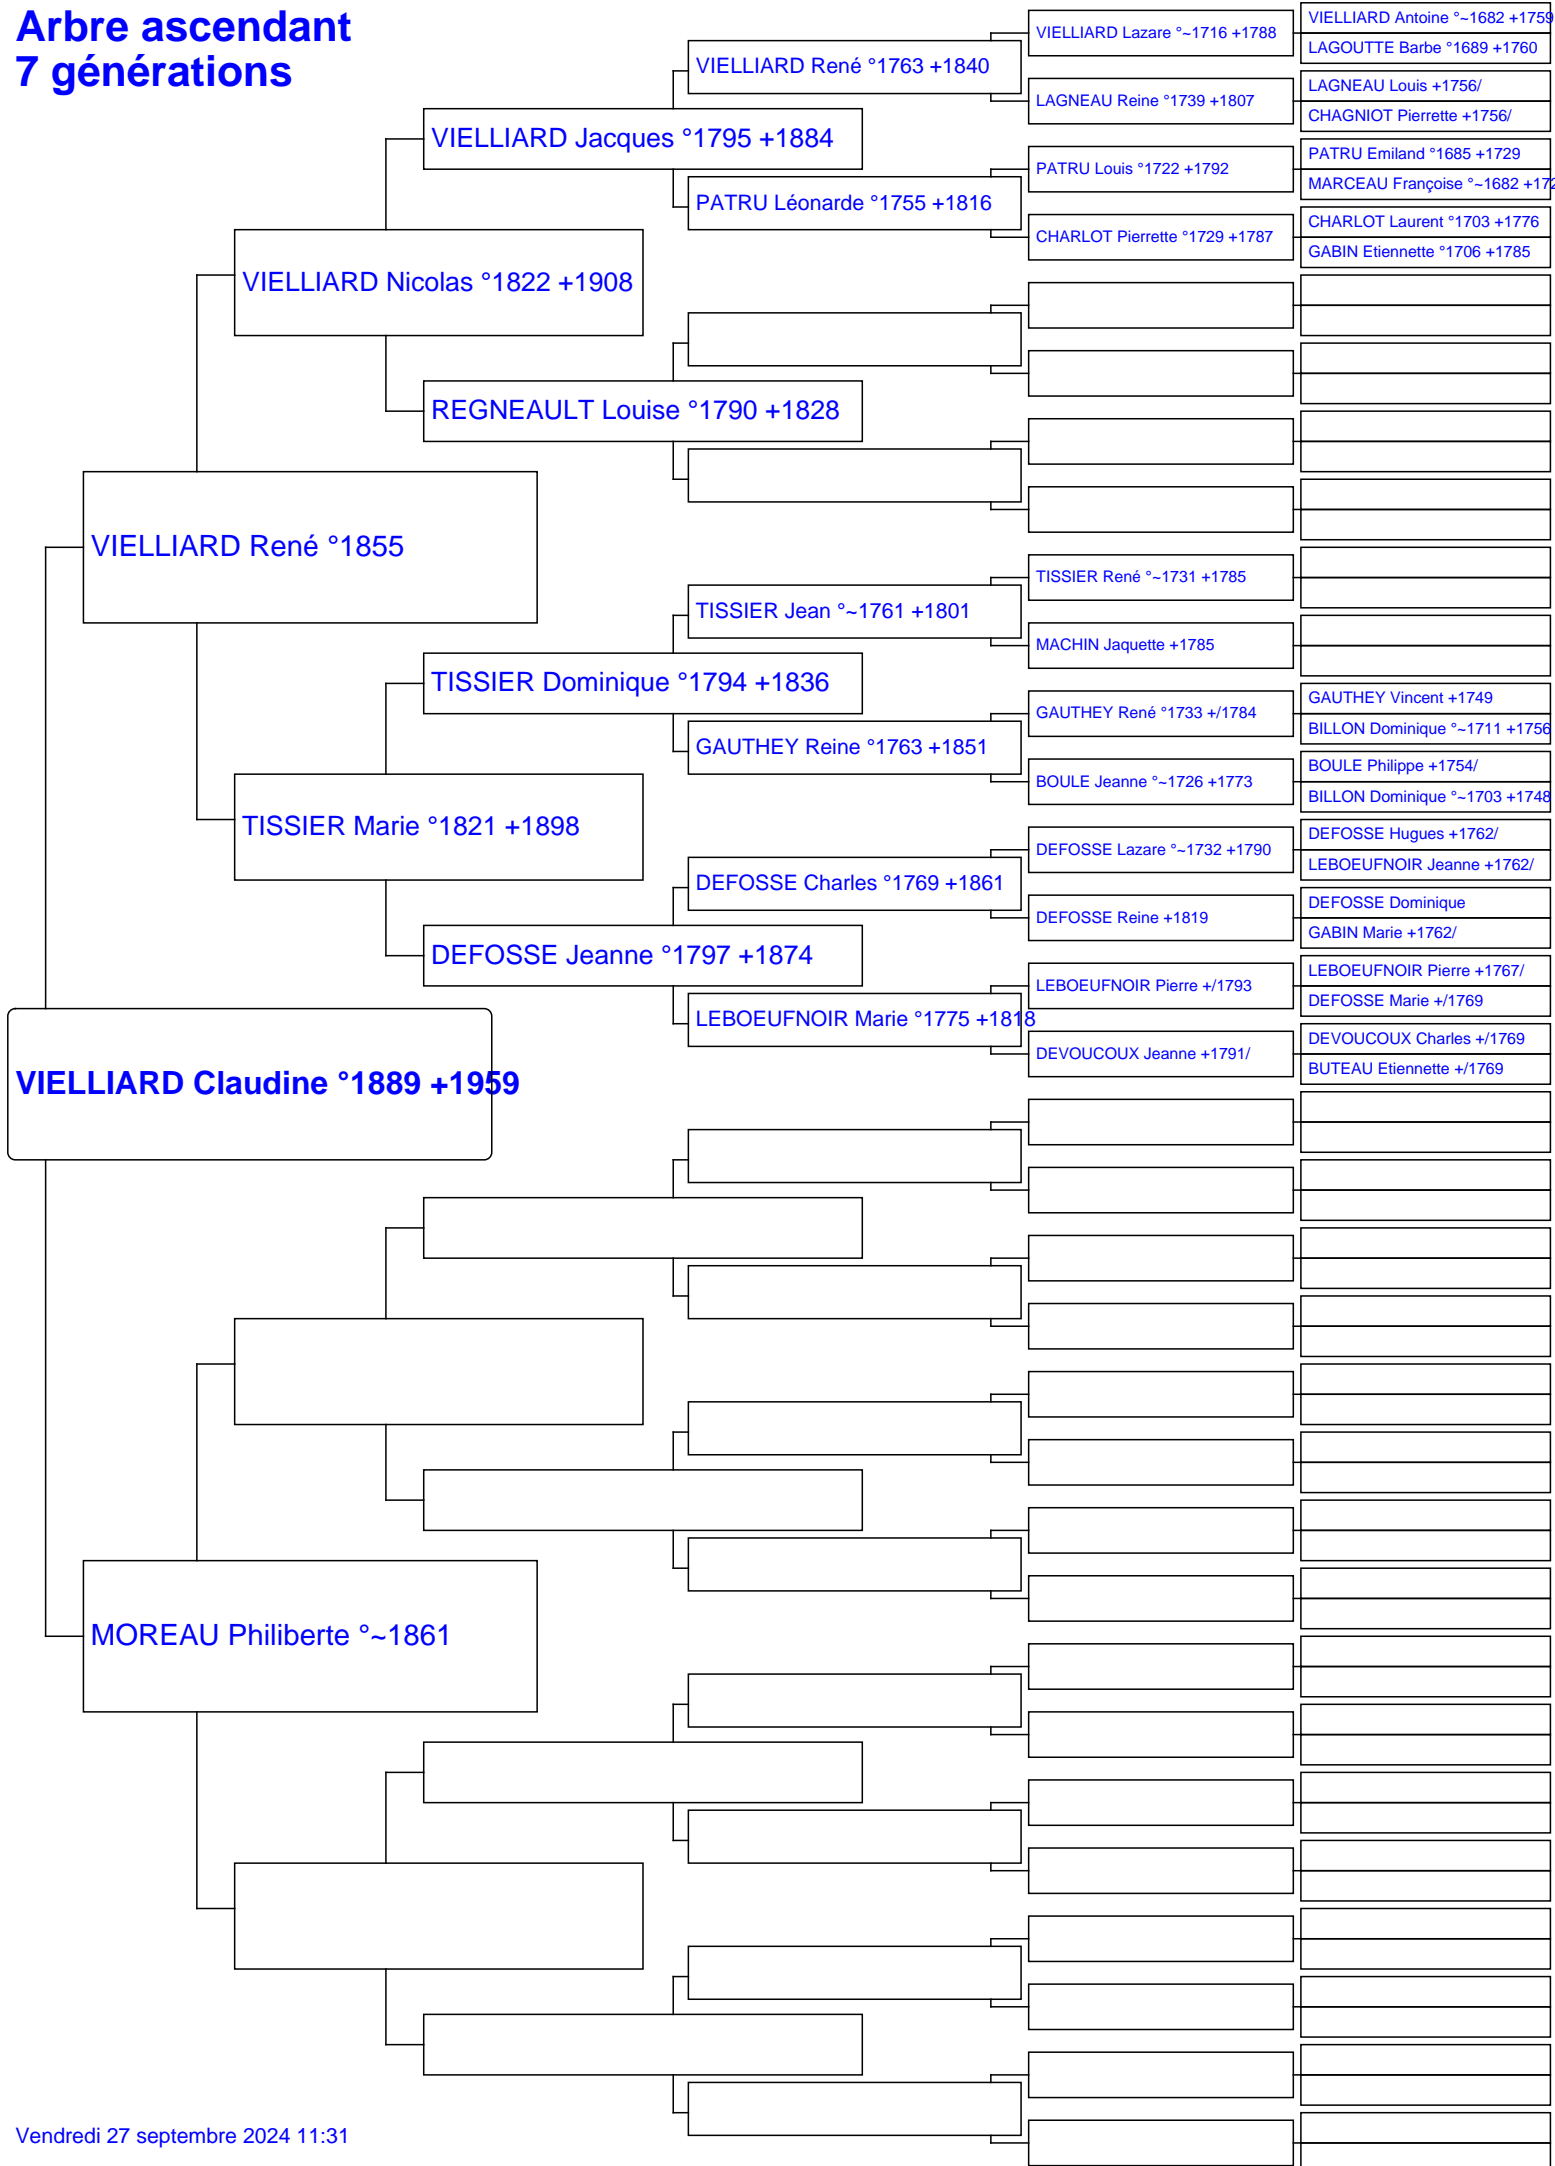 Arbre ascendant
7 générations
VIELLIARD Claudine °1889 +1959
VIELLIARD René °1855
MOREAU Philiberte °~1861
VIELLIARD Nicolas °1822 +1908
TISSIER Marie °1821 +1898
VIELLIARD Jacques °1795 +1884
REGNEAULT Louise °1790 +1828
TISSIER Dominique °1794 +1836
DEFOSSE Jeanne °1797 +1874
VIELLIARD René °1763 +1840
PATRU Léonarde °1755 +1816
TISSIER Jean °~1761 +1801
GAUTHEY Reine °1763 +1851
DEFOSSE Charles °1769 +1861
LEBOEUFNOIR Marie °1775 +1818
VIELLIARD Lazare °~1716 +1788
LAGNEAU Reine °1739 +1807
PATRU Louis °1722 +1792
CHARLOT Pierrette °1729 +1787
TISSIER René °~1731 +1785
MACHIN Jaquette +1785
GAUTHEY René °1733 +/1784
BOULE Jeanne °~1726 +1773
DEFOSSE Lazare °~1732 +1790
DEFOSSE Reine +1819
LEBOEUFNOIR Pierre +/1793
DEVOUCOUX Jeanne +1791/
VIELLIARD Antoine °~1682 +1759
LAGOUTTE Barbe °1689 +1760
LAGNEAU Louis +1756/
CHAGNIOT Pierrette +1756/
PATRU Emiland °1685 +1729
MARCEAU Françoise °~1682
CHARLOT Laurent °1703 +1776
GABIN Etiennette °1706 +1785
GAUTHEY Vincent +1749
BILLON Dominique °~1711 +1756
BOULE Philippe +1754/
BILLON Dominique °~1703 +1748
DEFOSSE Hugues +1762/
LEBOEUFNOIR Jeanne +1762/
DEFOSSE Dominique
GABIN Marie +1762/
LEBOEUFNOIR Pierre +1767/
DEFOSSE Marie +/1769
DEVOUCOUX Charles +/1769
BUTEAU Etiennette +/1769
Vendredi 27 septembre 2024 11:31